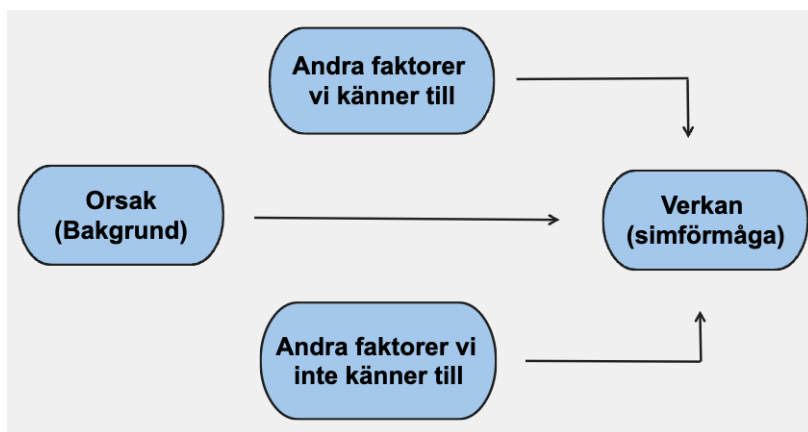 Andra faktorer
vi känner till
Orsak
(Bakgrund)
Verkan
(simförmåga)
Andra faktorer vi
inte känner till